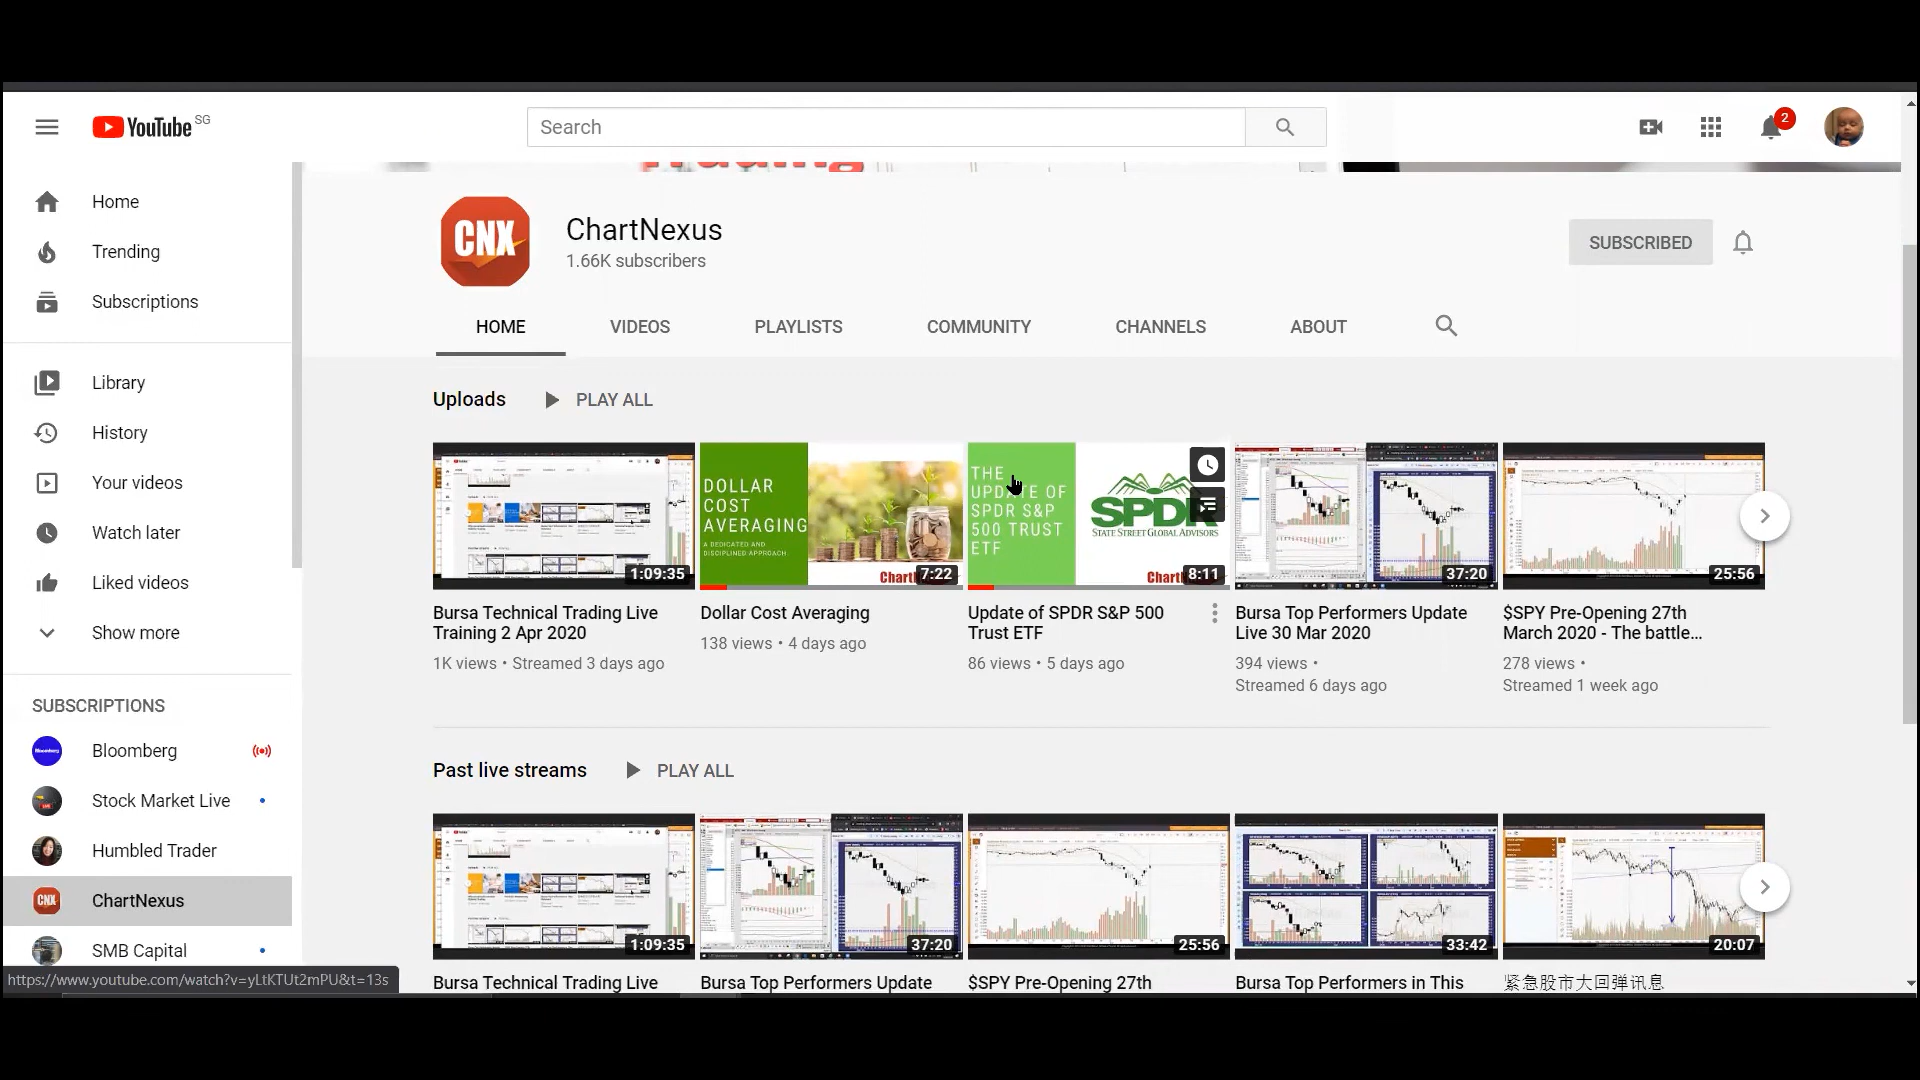 YouTube SG
Search
2
Home
Trending
Subscriptions
Library
History
Your videos
Watch later
Liked videos
Show more
SUBSCRIPTIONS
Bloomberg
Stock Market Live
Humbled Trader
CNX ChartNexus
SMB Capital
https://www.youtube.com/watch?v=yLtKTUt2mPU&t=13s
CNX
ChartNexus
1.66K subscribers
SUBSCRIBED
HOME VIDEOS PLAYLISTS COMMUNITY CHANNELS ABOUT
Uploads PLAY ALL
1:09:35
Bursa Technical Trading Live
Training 2 Apr 2020
1K views • Streamed 3 days ago
DOLLAR
COST
AVERAGING
A DEDICATED AND
DISCIPLINED APPROACH
7:22
Dollar Cost Averaging
138 views • 4 days ago
THE
UPDATE OF
SPDR S&P
500 TRUST
ETF
SPDR
STATE STREET GLOBAL ADVISORS
8:11
Update of SPDR S&P 500
Trust ETF
86 views • 5 days ago
37:20
Bursa Top Performers Update
Live 30 Mar 2020
394 views •
Streamed 6 days ago
25:56
$SPY Pre-Opening 27th
March 2020 - The battle...
278 views •
Streamed 1 week ago
Past live streams PLAY ALL
1:09:35
Bursa Technical Trading Live
37:20
Bursa Top Performers Update
25:56
$SPY Pre-Opening 27th
33:42
Bursa Top Performers in This
20:07
紧急股市大回弹讯息